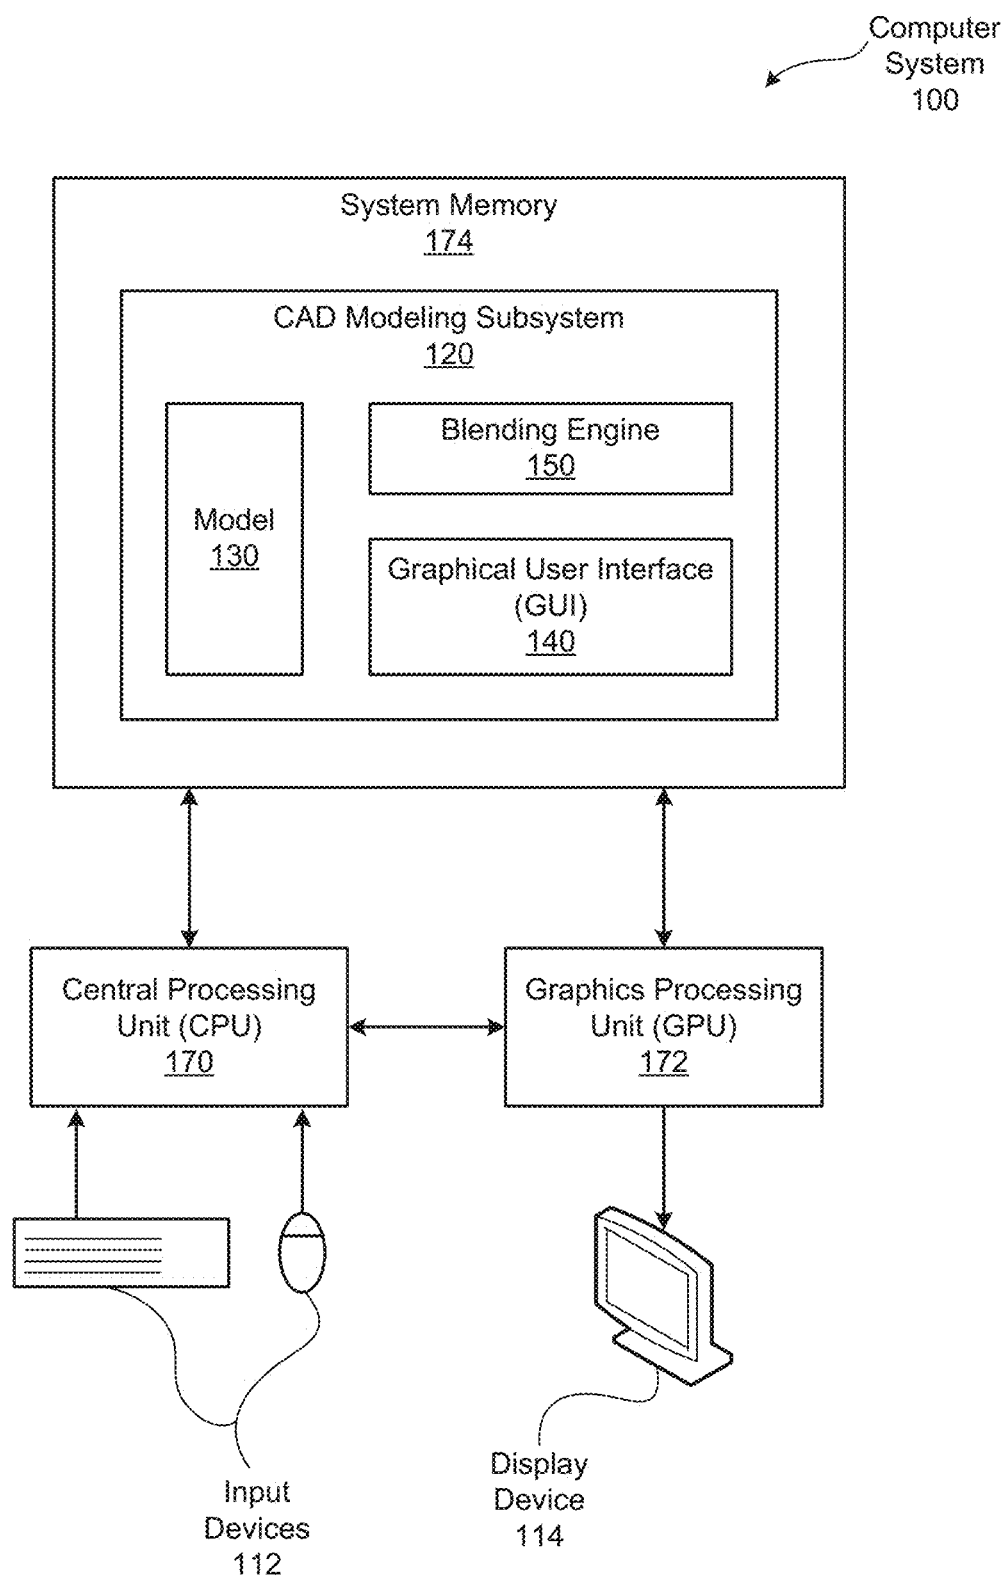 Computer
System
100
System Memory
174
CAD Modeling Subsystem
120
Model
130
Blending Engine
150
Graphical User Interface
(GUI)
140
Central Processing
Unit (CPU)
170
Graphics Processing
Unit (GPU)
172
Input
Devices
112
Display
Device
114